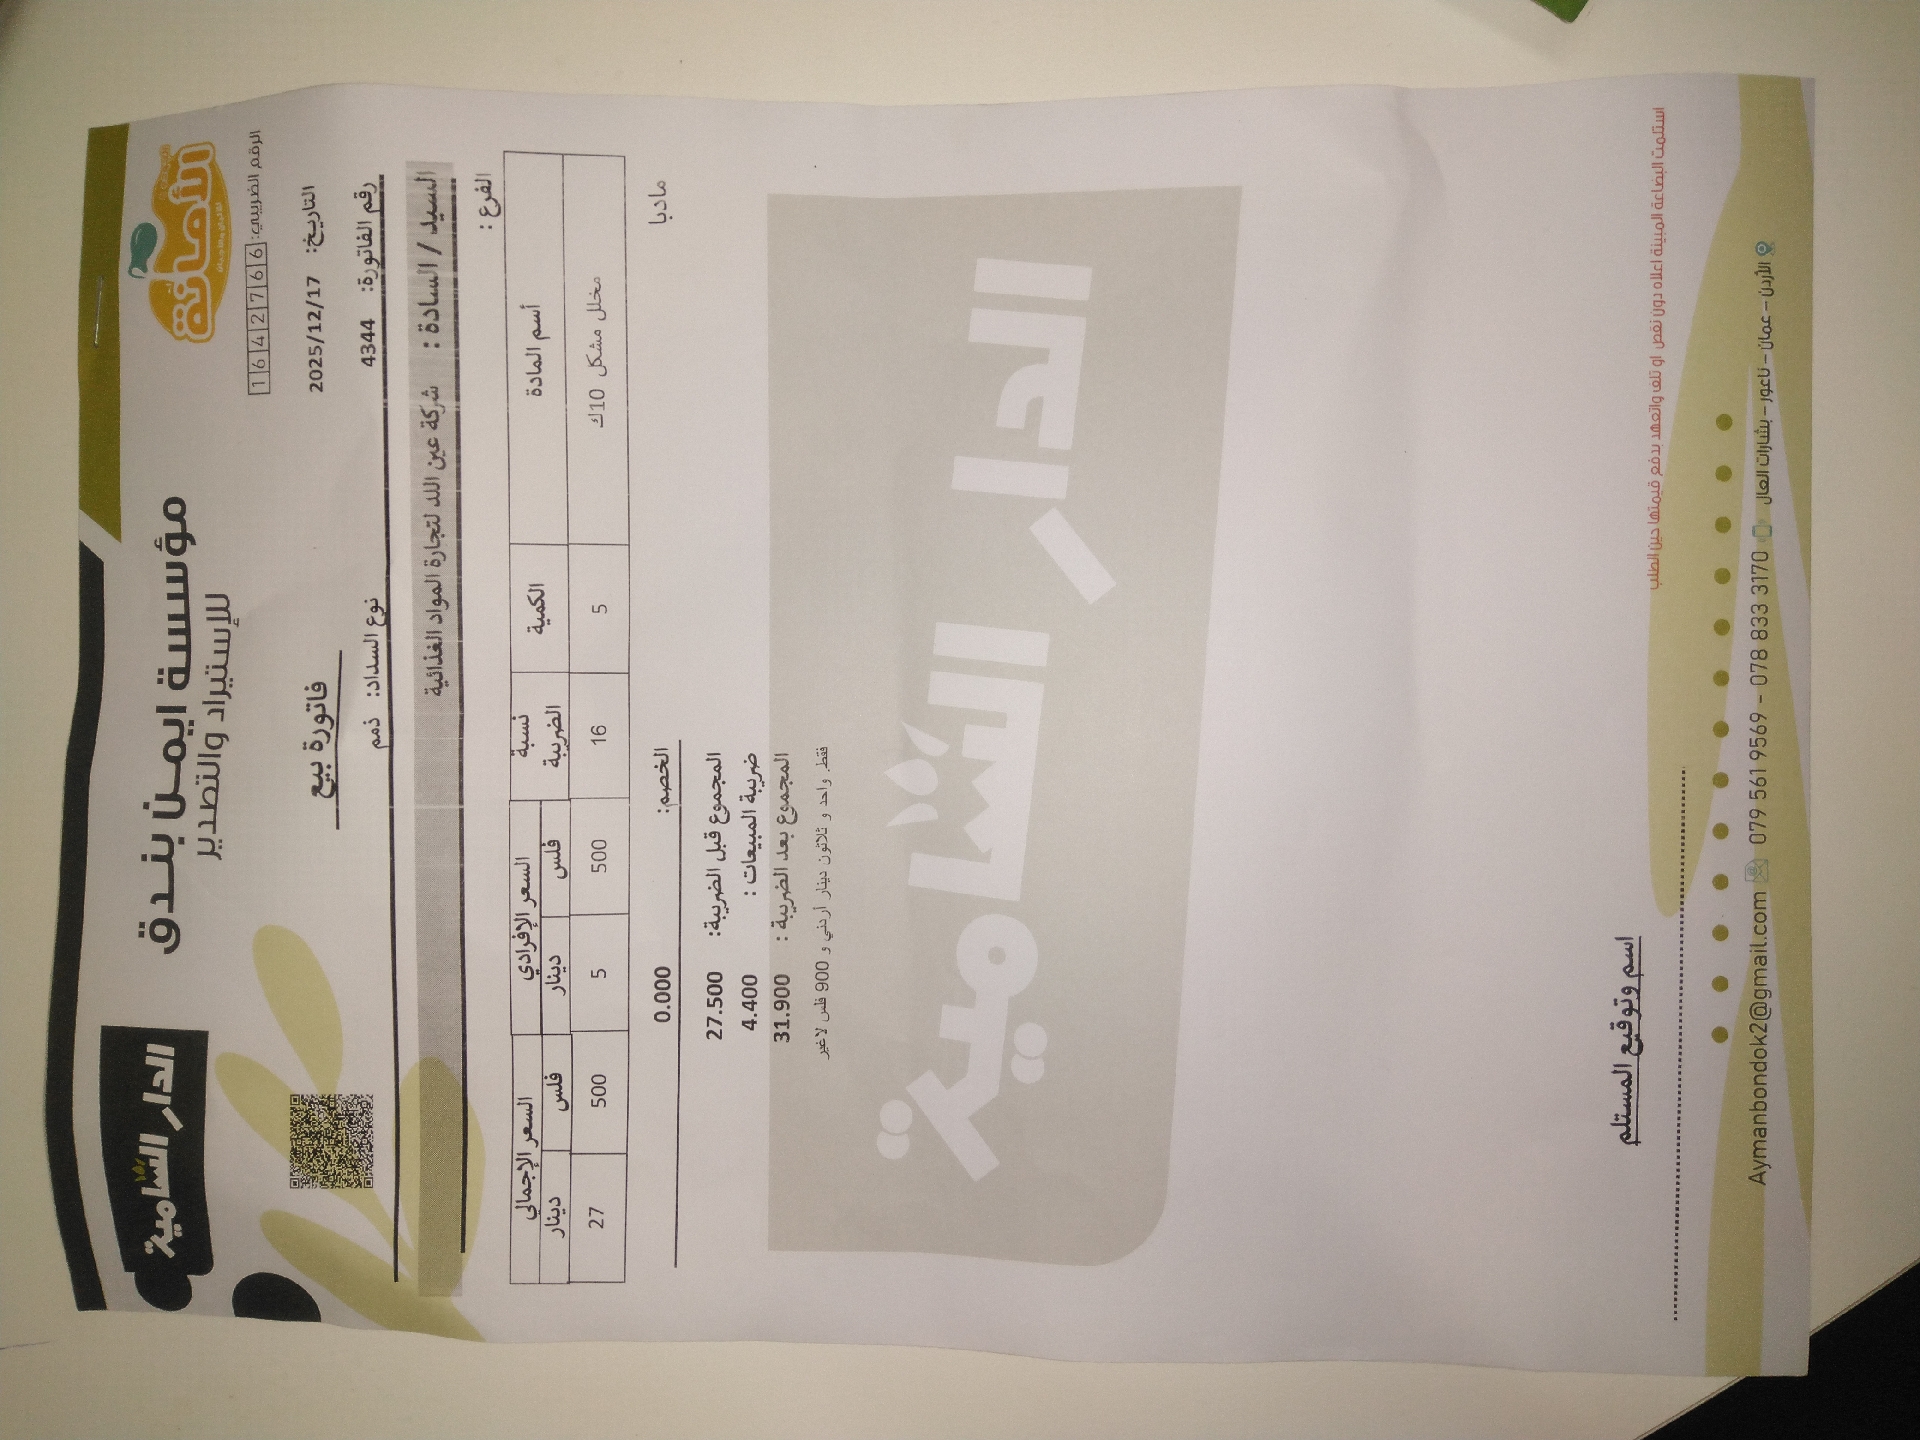 الدار الشامية
مؤسسة ايمن بندق
للإستيراد والتصدير
الأمانة
الرقم الضريبي: 1642766
فاتورة بيع
التاريخ: 2025/12/17
رقم الفاتورة: 4344
نوع السداد: ذمم
السيد / السادة : شركة عين اللد لتجارة المواد الغذائية
الفرع :
أسم المادة الكمية نسبة الضريبة السعر الإفرادي السعر الإجمالي
فلس دينار فلس دينار
مخلل مشكل 10ك 5 16 500 5 500 27
مادبا
الخصم: 0.000
المجموع قبل الضريبة: 27.500
ضريبة المبيعات : 4.400
المجموع بعد الضريبة : 31.900
فقط واحد و ثلاثون دينار أردني و 900 فلس لا غير
الدار الشامية
استلمت البضاعة المبينة اعلاه دون نقص او تلف واتعهد بدفع قيمتها حين الطلب
اسم وتوقيع المستلم
الأردن - عمان - ناعور - بشارات العال
079 561 9569 - 078 833 3170
Aymanbondok2@gmail.com